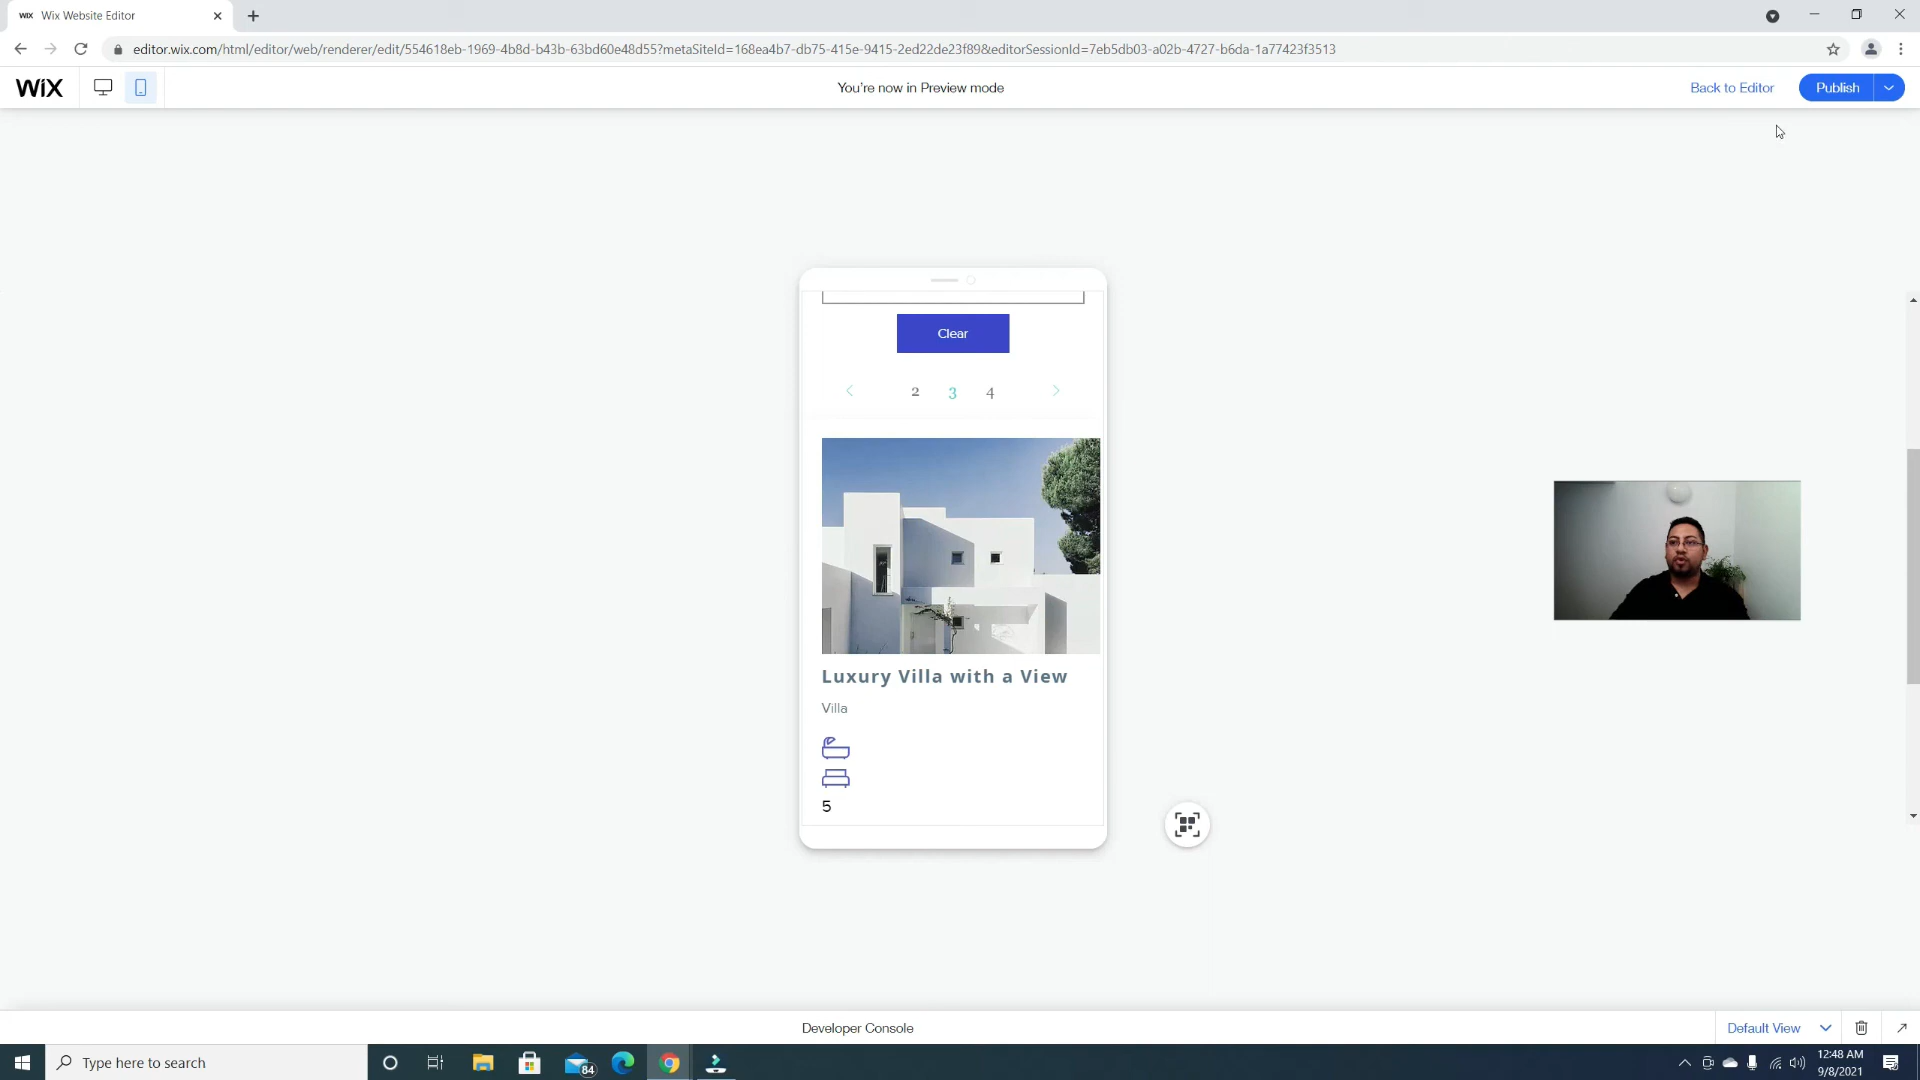 WiX Wix Website Editor
editor.wix.com/html/editor/web/renderer/edit/554618eb-1969-4b8d-b43b-63bd60e48d55?metaSiteId=168ea4b7-db75-415e-9415-2ed22de23f89&editorSessionId=7eb5db03-a02b-4727-b6da-1a77423f3513
WiX You're now in Preview mode Back to Editor Publish
Clear
2 3 4
Luxury Villa with a View
Villa
5
Developer Console Default View
Type here to search 84 12:48 AM
9/8/2021